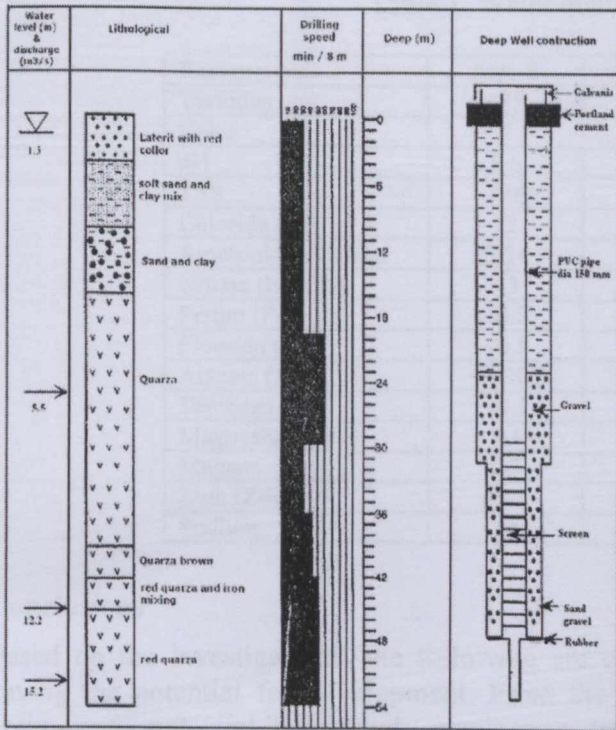 Water
level (m)
&
discharge
(m3/s)
Lithological
Drilling
speed
min / 8 m
Deep (m)
Deep Well contruction
1.3
5.5
12.2
15.2
Laterit with red
collor
solt sand and
clay mix
Sand and clay
Quarza
Quarza brown
red quarza and iron
mixing
red quarza
0
6
12
19
24
30
36
42
48
54
Galvanis
Portland
cement
PVC pipe
dia 150 mm
Gravel
Screen
Sand
gravel
Rubber